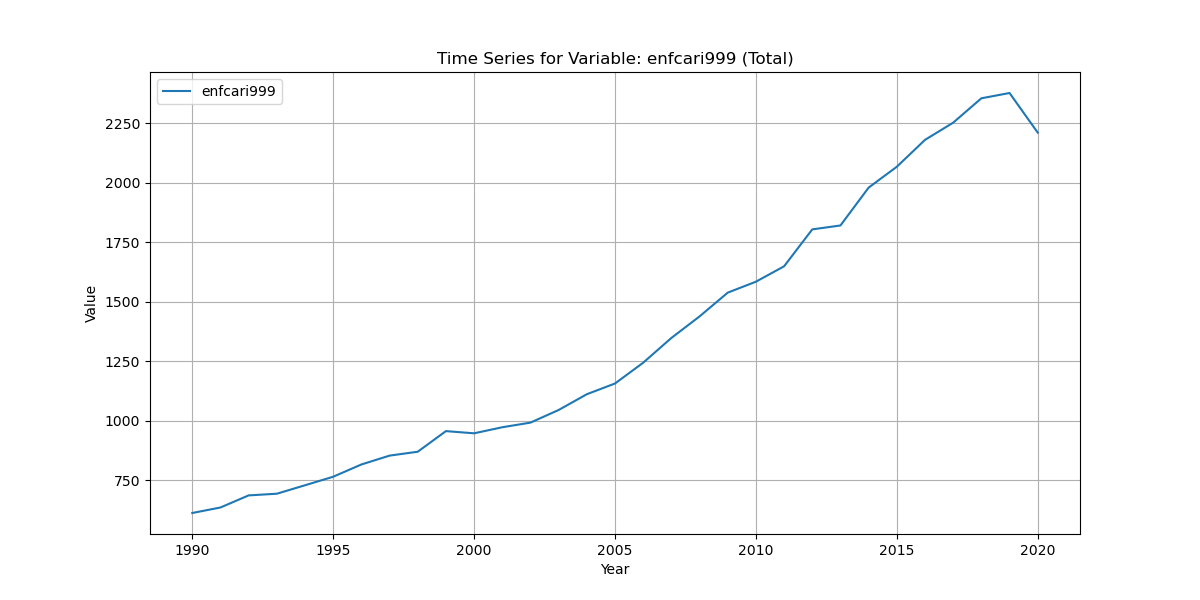 Time Series for Variable: enfcari999 (Total)
enfcari999
Value
2250
2000
1750
1500
1250
1000
750
1990 1995 2000 2005 2010 2015 2020
Year